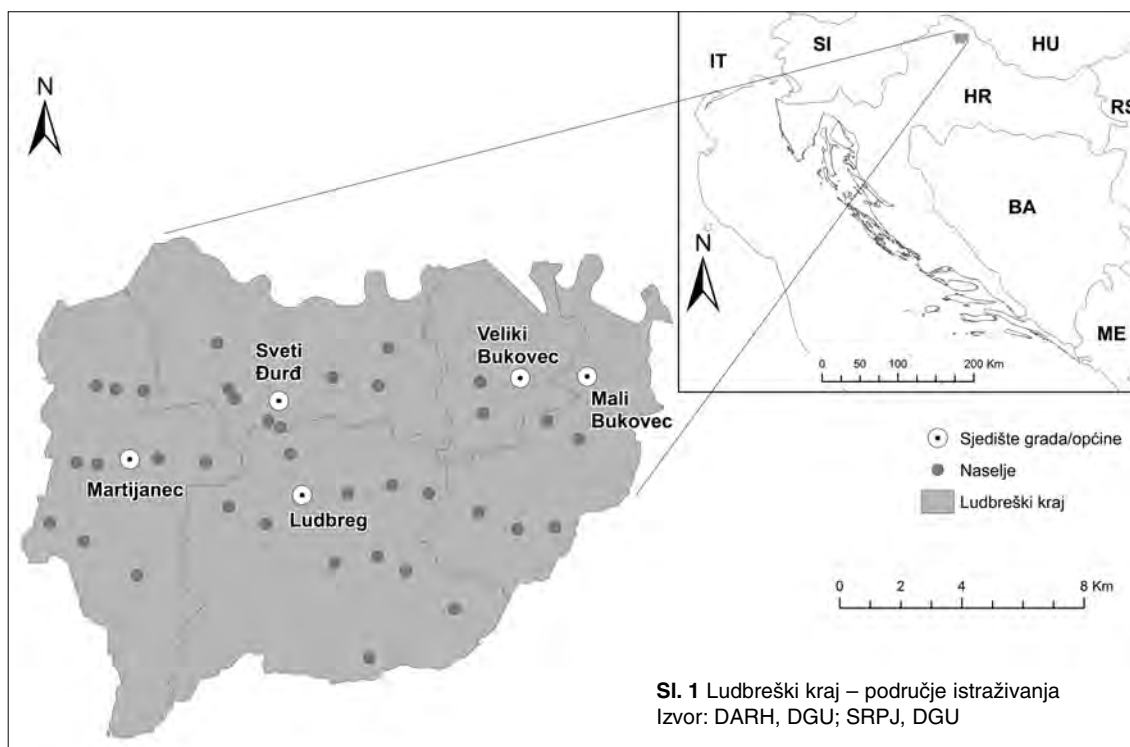 N
Sveti
Đurđ
Veliki
Bukovec
Mali
Bukovec
Martijanec
Ludbreg
IT
SI
HU
HR
RS
BA
ME
N
0 50 100 200 Km
Sjedište grada/općine
Naselje
Ludbreški kraj
0 2 4 8 Km
Sl. 1 Ludbreški kraj – područje istraživanja
Izvor: DARH, DGU; SRPJ, DGU